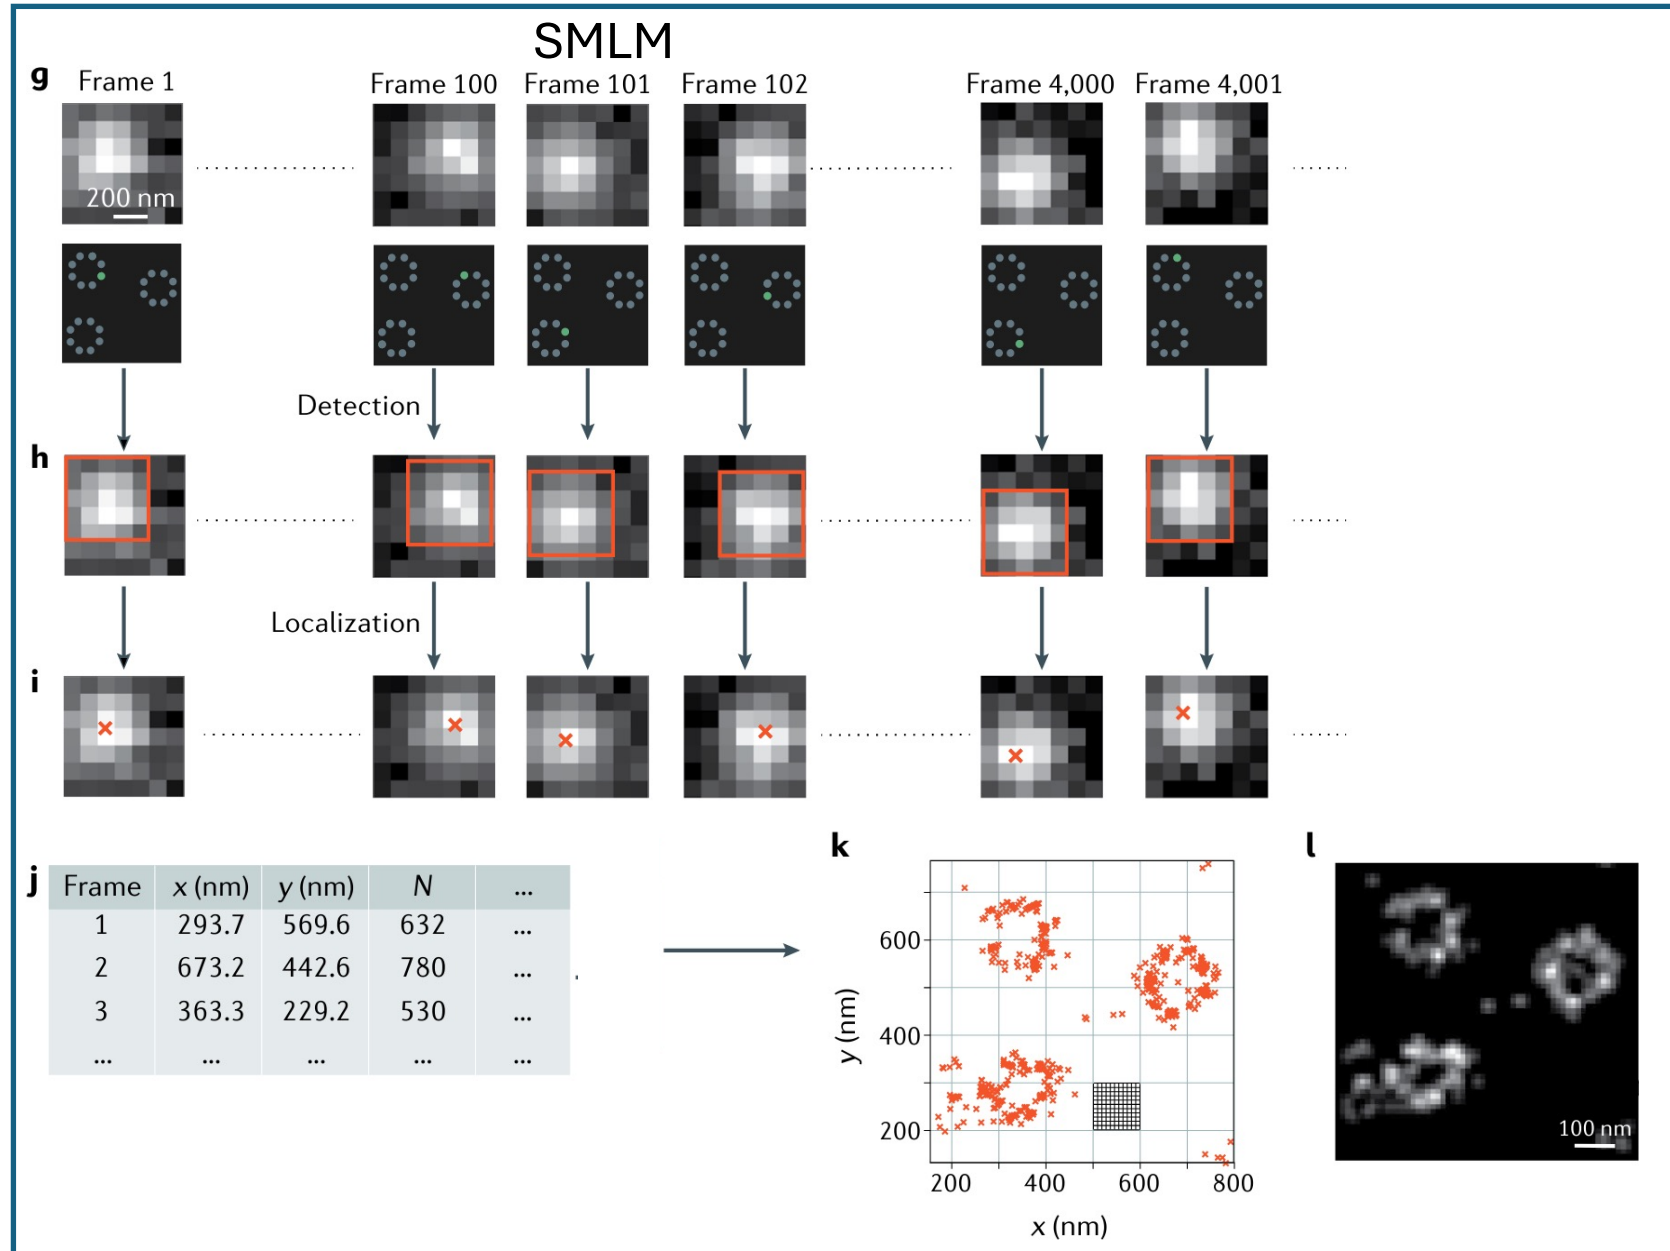 SMLM
g
Frame 1
Frame 100
Frame 101
Frame 102
Frame 4,000
Frame 4,001
200 nm
Detection
h
Localization
i
j
Frame x (nm) y (nm) N ...
1 293.7 569.6 632 ...
2 673.2 442.6 780 ...
3 363.3 229.2 530 ...
... ... ... ... ...
k
600
400
200
y (nm)
200 400 600 800
x (nm)
l
100 nm